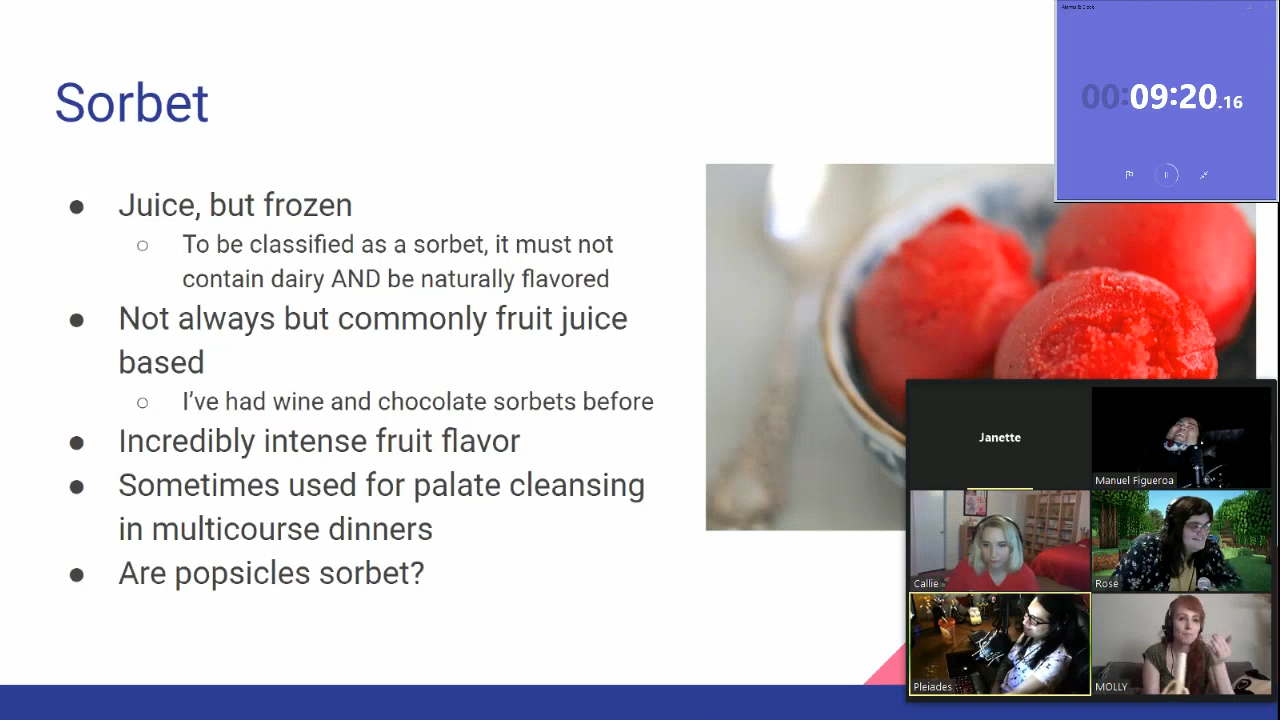 Alarms & Clock
00:09:20.16
Sorbet
● Juice, but frozen
○ To be classified as a sorbet, it must not
contain dairy AND be naturally flavored
● Not always but commonly fruit juice
based
○ I've had wine and chocolate sorbets before
● Incredibly intense fruit flavor
● Sometimes used for palate cleansing
in multicourse dinners
● Are popsicles sorbet?
Janette
Manuel Figueroa
Callie
Rose
Pleiades
MOLLY